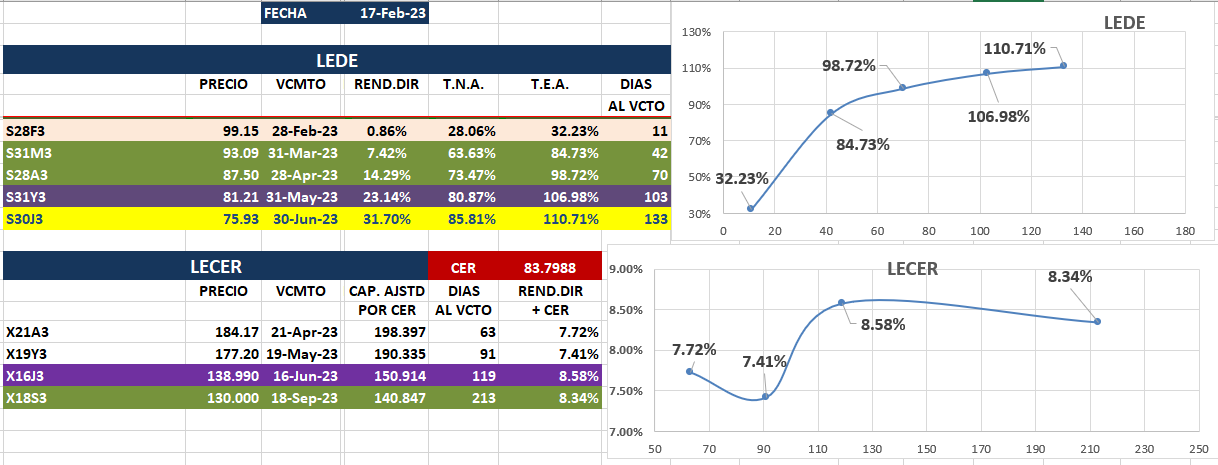 FECHA 17-Feb-23
LEDE
PRECIO VCMTO REND.DIR T.N.A. T.E.A. DIAS
AL VCTO
S28F3 99.15 28-Feb-23 0.86% 28.06% 32.23% 11
S31M3 93.09 31-Mar-23 7.42% 63.63% 84.73% 42
S28A3 87.50 28-Apr-23 14.29% 73.47% 98.72% 70
S31Y3 81.21 31-May-23 23.14% 80.87% 106.98% 103
S30J3 75.93 30-Jun-23 31.70% 85.81% 110.71% 133
LECER CER 83.7988
PRECIO VCMTO CAP. AJSTD DIAS REND.DIR
POR CER AL VCTO + CER
X21A3 184.17 21-Apr-23 198.397 63 7.72%
X19Y3 177.20 19-May-23 190.335 91 7.41%
X16J3 138.990 16-Jun-23 150.914 119 8.58%
X18S3 130.000 18-Sep-23 140.847 213 8.34%
LEDE
130%
110%
90%
70%
50%
30%
110.71%
98.72%
106.98%
84.73%
32.23%
0 20 40 60 80 100 120 140 160 180
LECER
9.00%
8.50%
8.00%
7.50%
7.00%
8.34%
8.58%
7.72%
7.41%
50 70 90 110 130 150 170 190 210 230 250